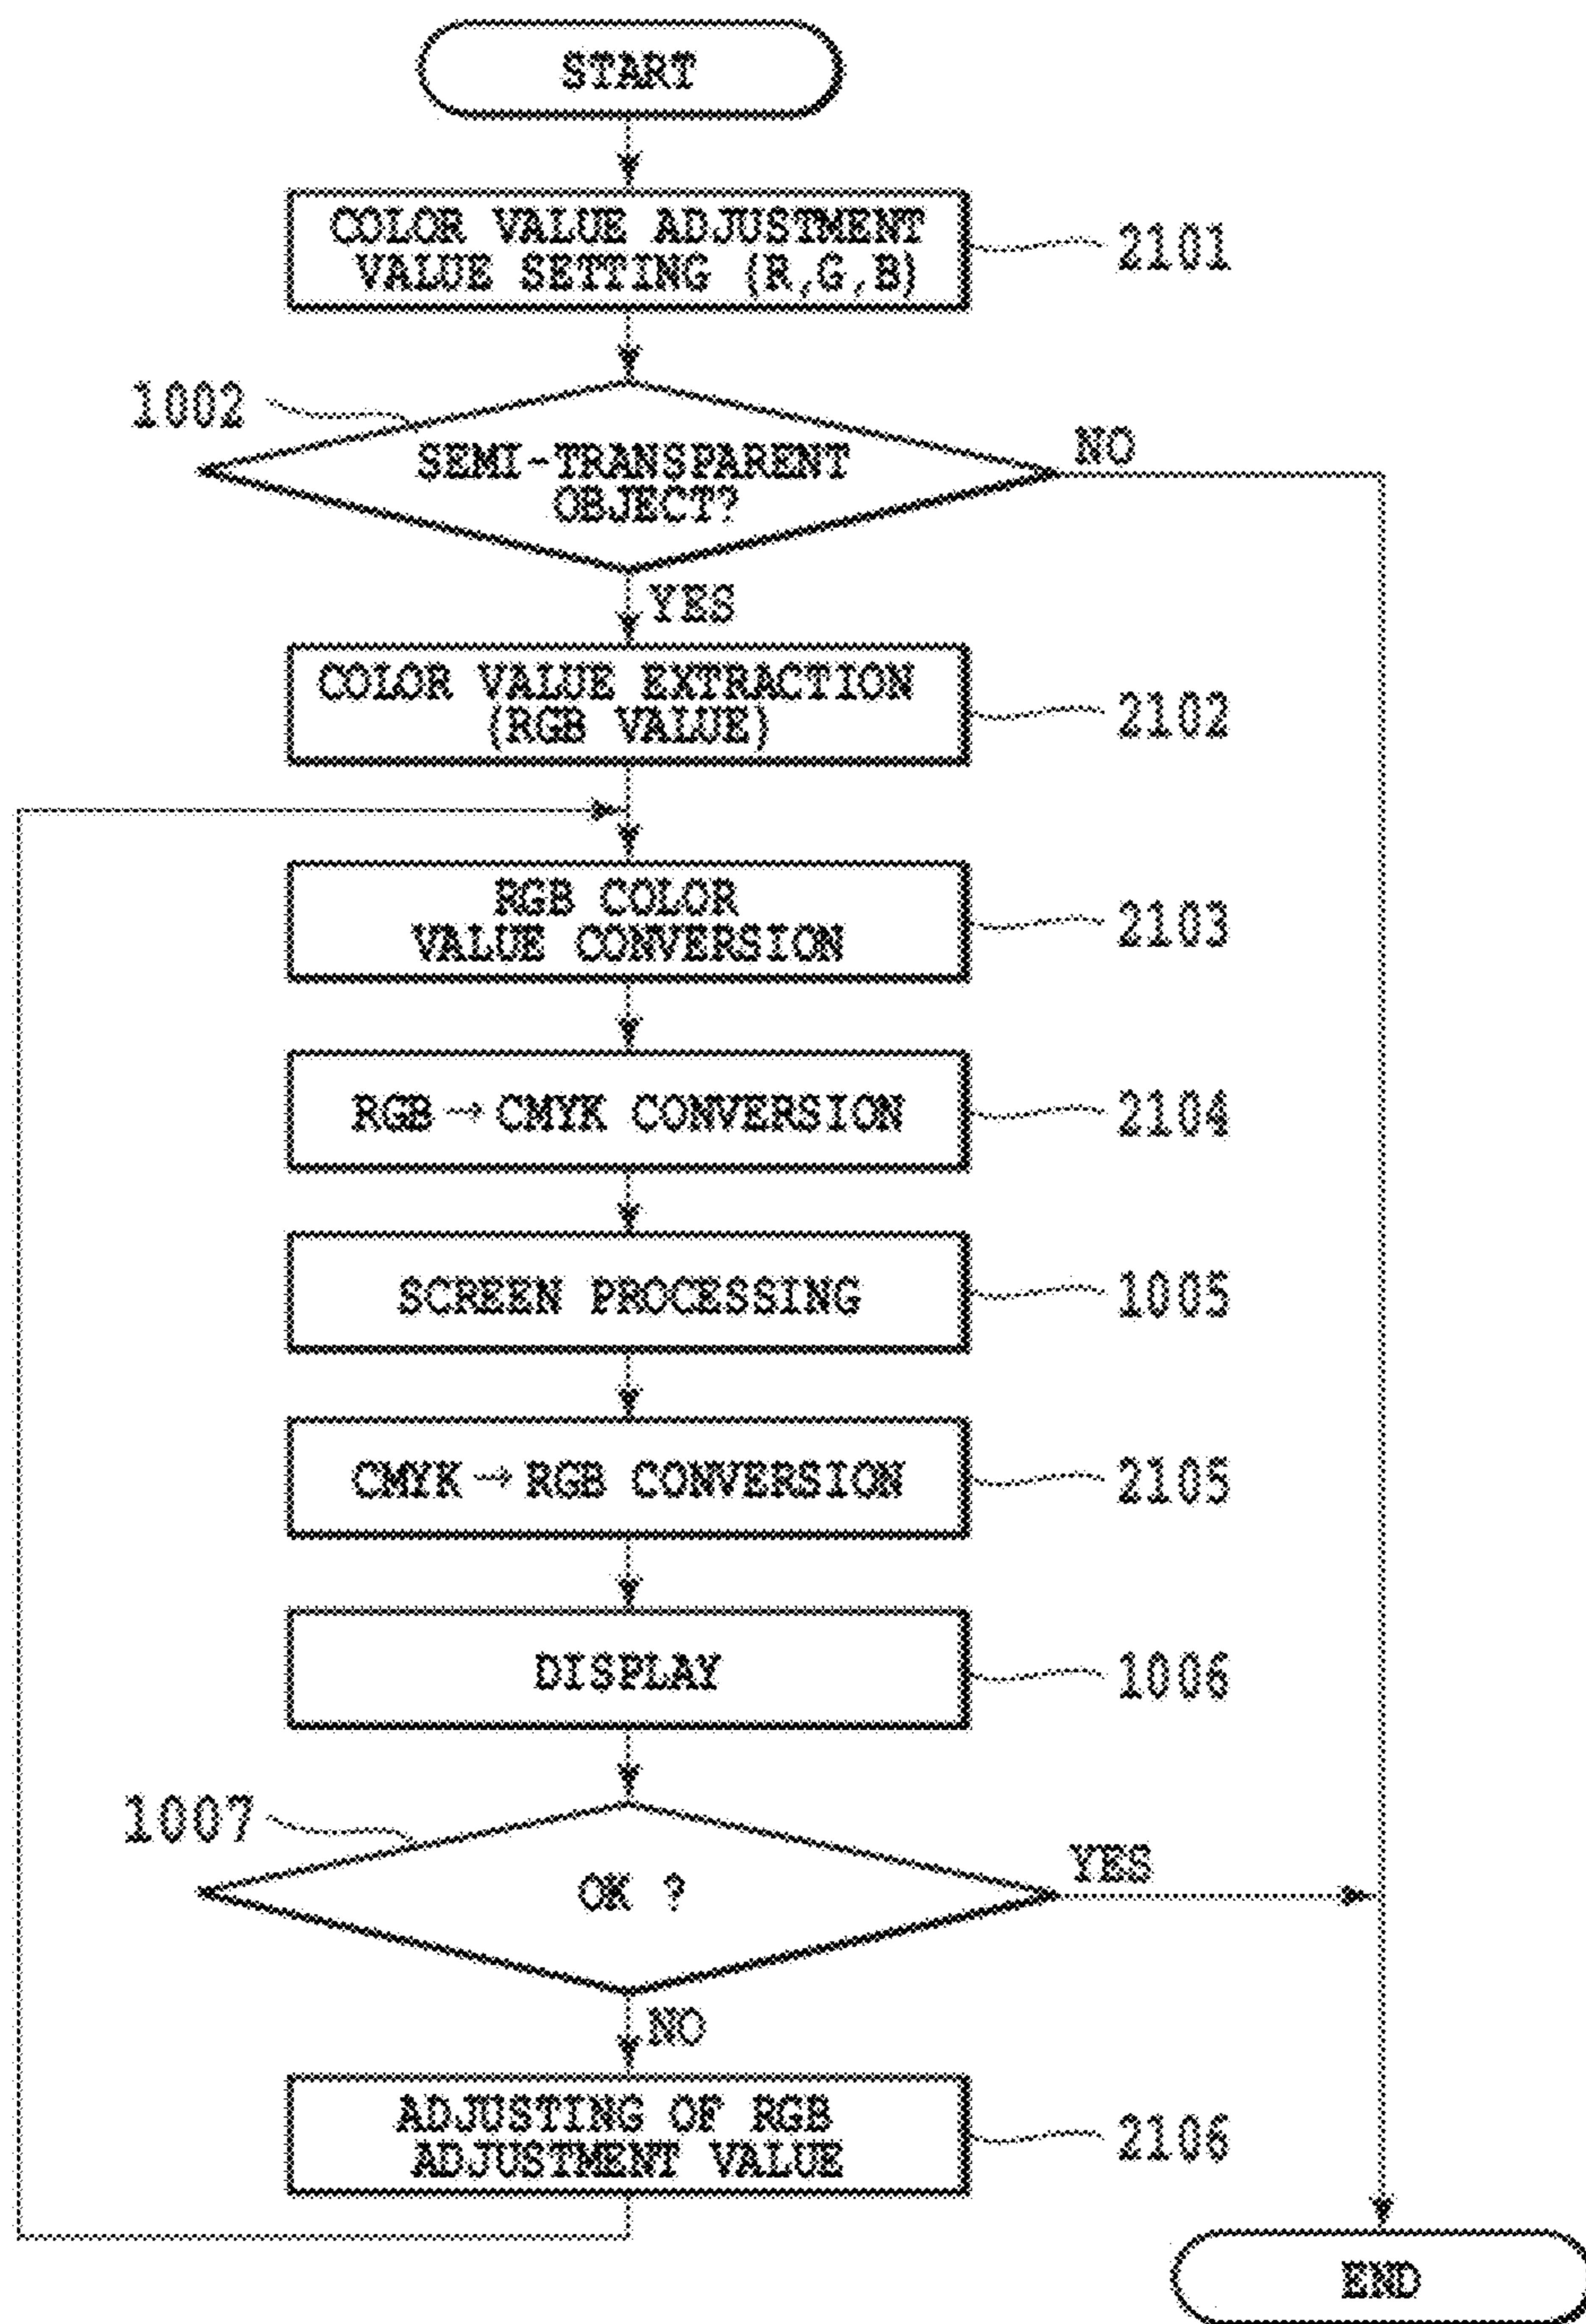 START
COLOR VALUE ADJUSTMENT
VALUE SETTING (R,G,B)
2101
1002
SEMI-TRANSPARENT
OBJECT?
NO
YES
COLOR VALUE EXTRACTION
(RGB VALUE)
2102
RGB COLOR
VALUE CONVERSION
2103
RGB→CMYK CONVERSION
2104
SCREEN PROCESSING
1005
CMYK→RGB CONVERSION
2105
DISPLAY
1006
1007
OK ?
YES
NO
ADJUSTING OF RGB
ADJUSTMENT VALUE
2106
END